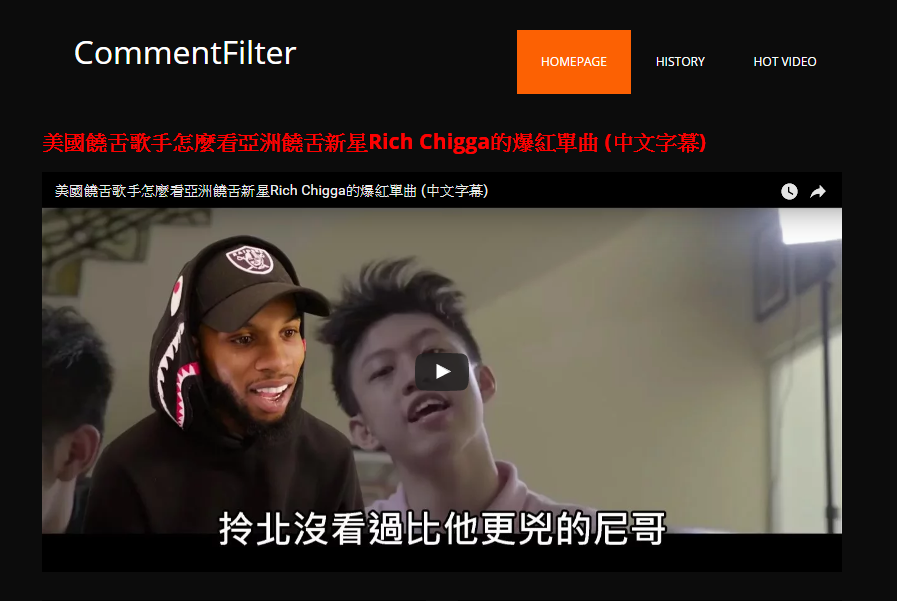 CommentFilter
HOMEPAGE HISTORY HOT VIDEO
美國饒舌歌手怎麼看亞洲饒舌新星Rich Chigga的爆紅單曲 (中文字幕)
美國饒舌歌手怎麼看亞洲饒舌新星Rich Chigga的爆紅單曲 (中文字幕)
RAIDERS
拎北沒看過比他更兇的尼哥